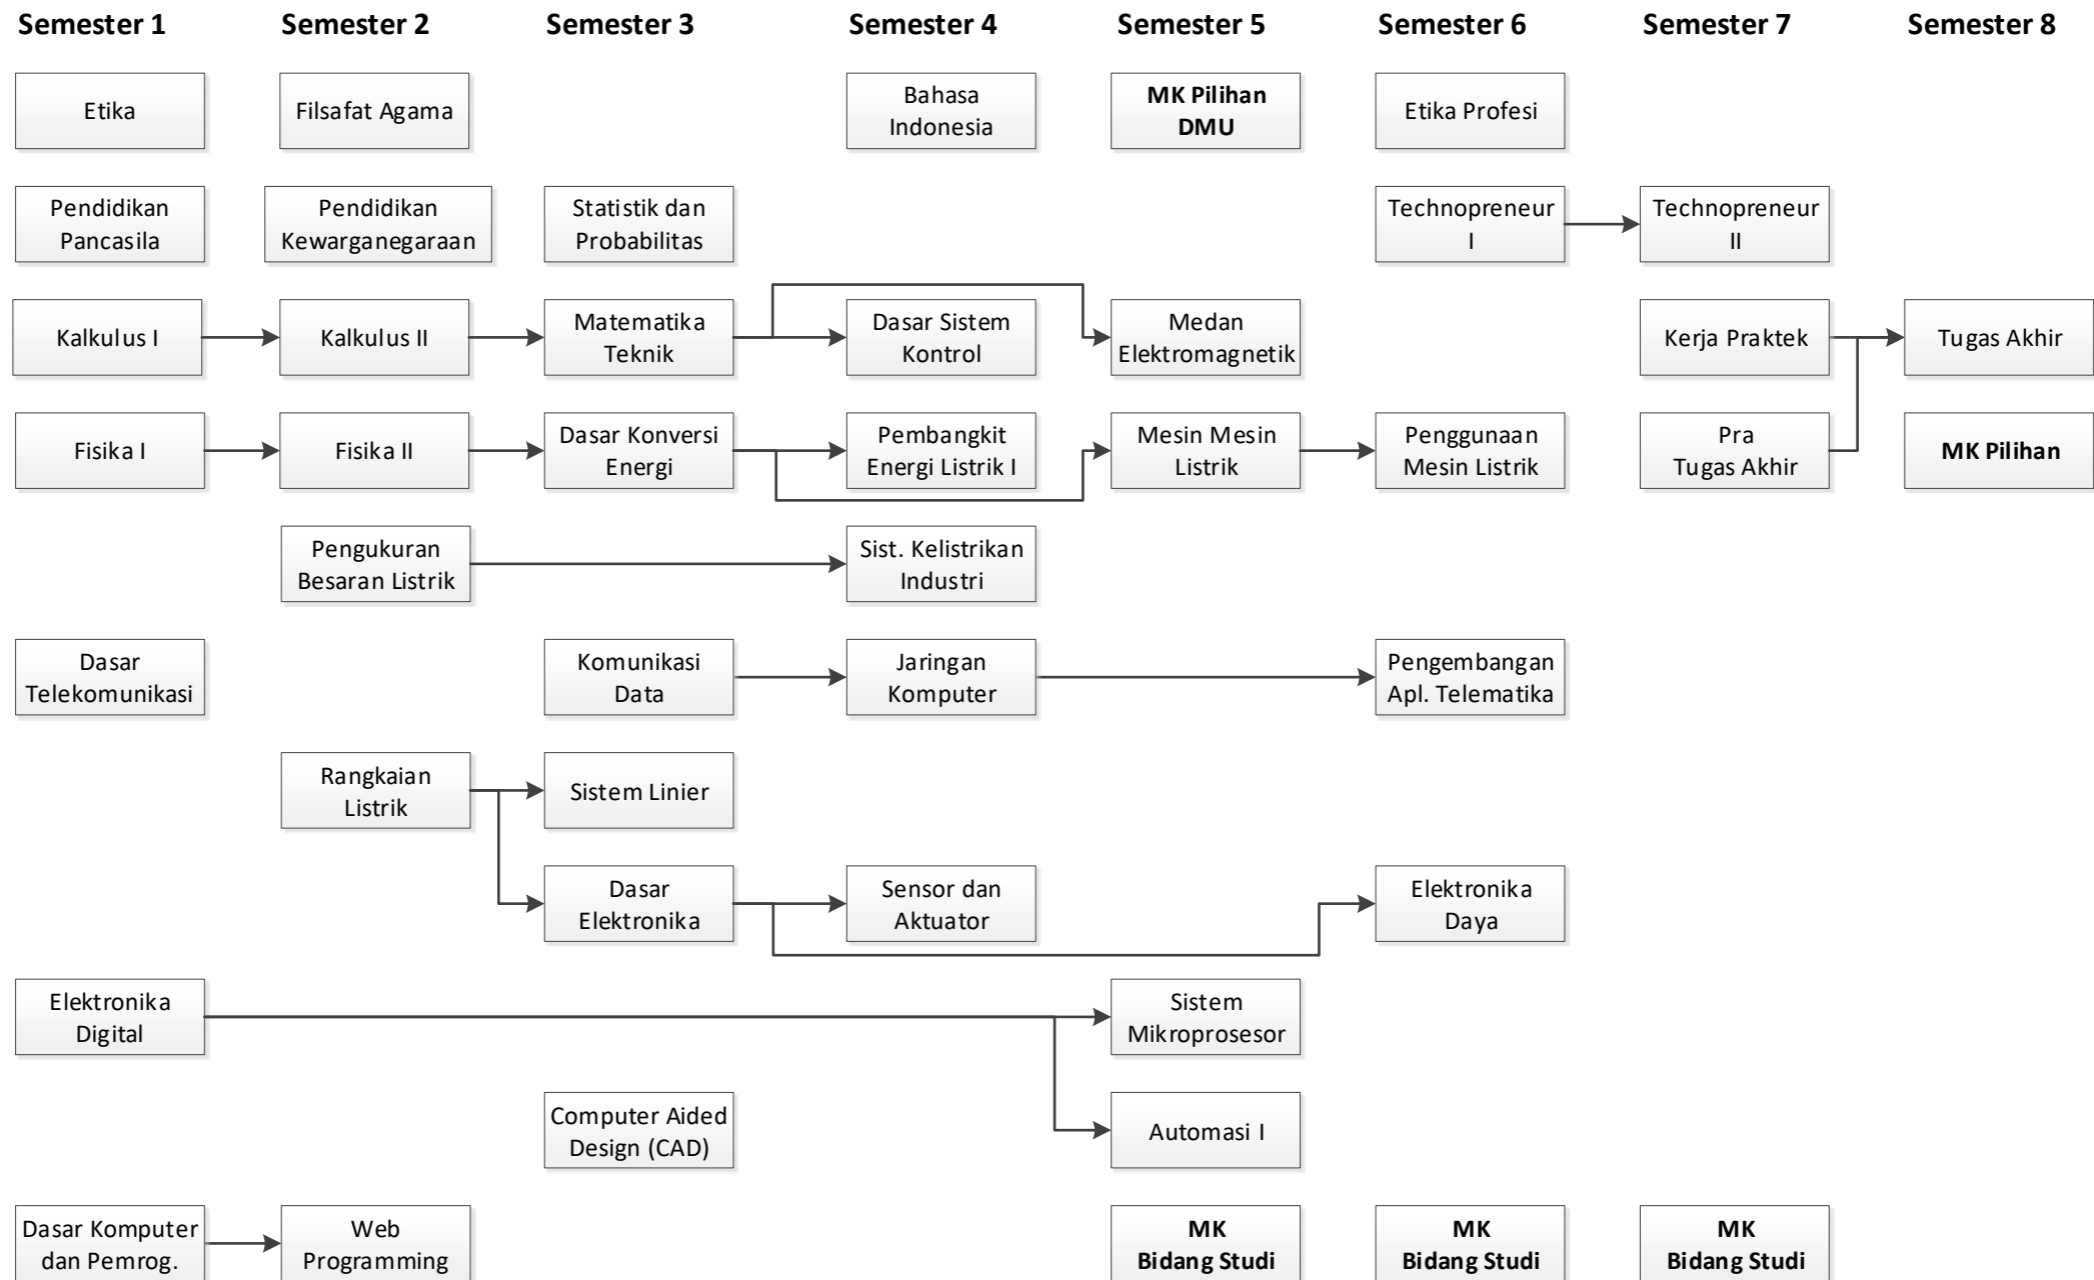 Semester 1
Semester 2
Semester 3
Semester 4
Semester 5
Semester 6
Semester 7
Semester 8
Etika
Filsafat Agama
Bahasa
Indonesia
MK Pilihan
DMU
Etika Profesi
Pendidikan
Pancasila
Pendidikan
Kewarganegaraan
Statistik dan
Probabilitas
Technopreneur
I
Technopreneur
II
Kalkulus I
Kalkulus II
Matematika
Teknik
Dasar Sistem
Kontrol
Medan
Elektromagnetik
Kerja Praktek
Tugas Akhir
Fisika I
Fisika II
Dasar Konversi
Energi
Pembangkit
Energi Listrik I
Mesin Mesin
Listrik
Penggunaan
Mesin Listrik
Pra
Tugas Akhir
MK Pilihan
Pengukuran
Besaran Listrik
Sist. Kelistrikan
Industri
Dasar
Telekomunikasi
Komunikasi
Data
Jaringan
Komputer
Pengembangan
Apl. Telematika
Rangkaian
Listrik
Sistem Linier
Dasar
Elektronika
Sensor dan
Aktuator
Elektronika
Daya
Elektronika
Digital
Sistem
Mikroprosesor
Computer Aided
Design (CAD)
Automasi I
Dasar Komputer
dan Pemrog.
Web
Programming
MK
Bidang Studi
MK
Bidang Studi
MK
Bidang Studi